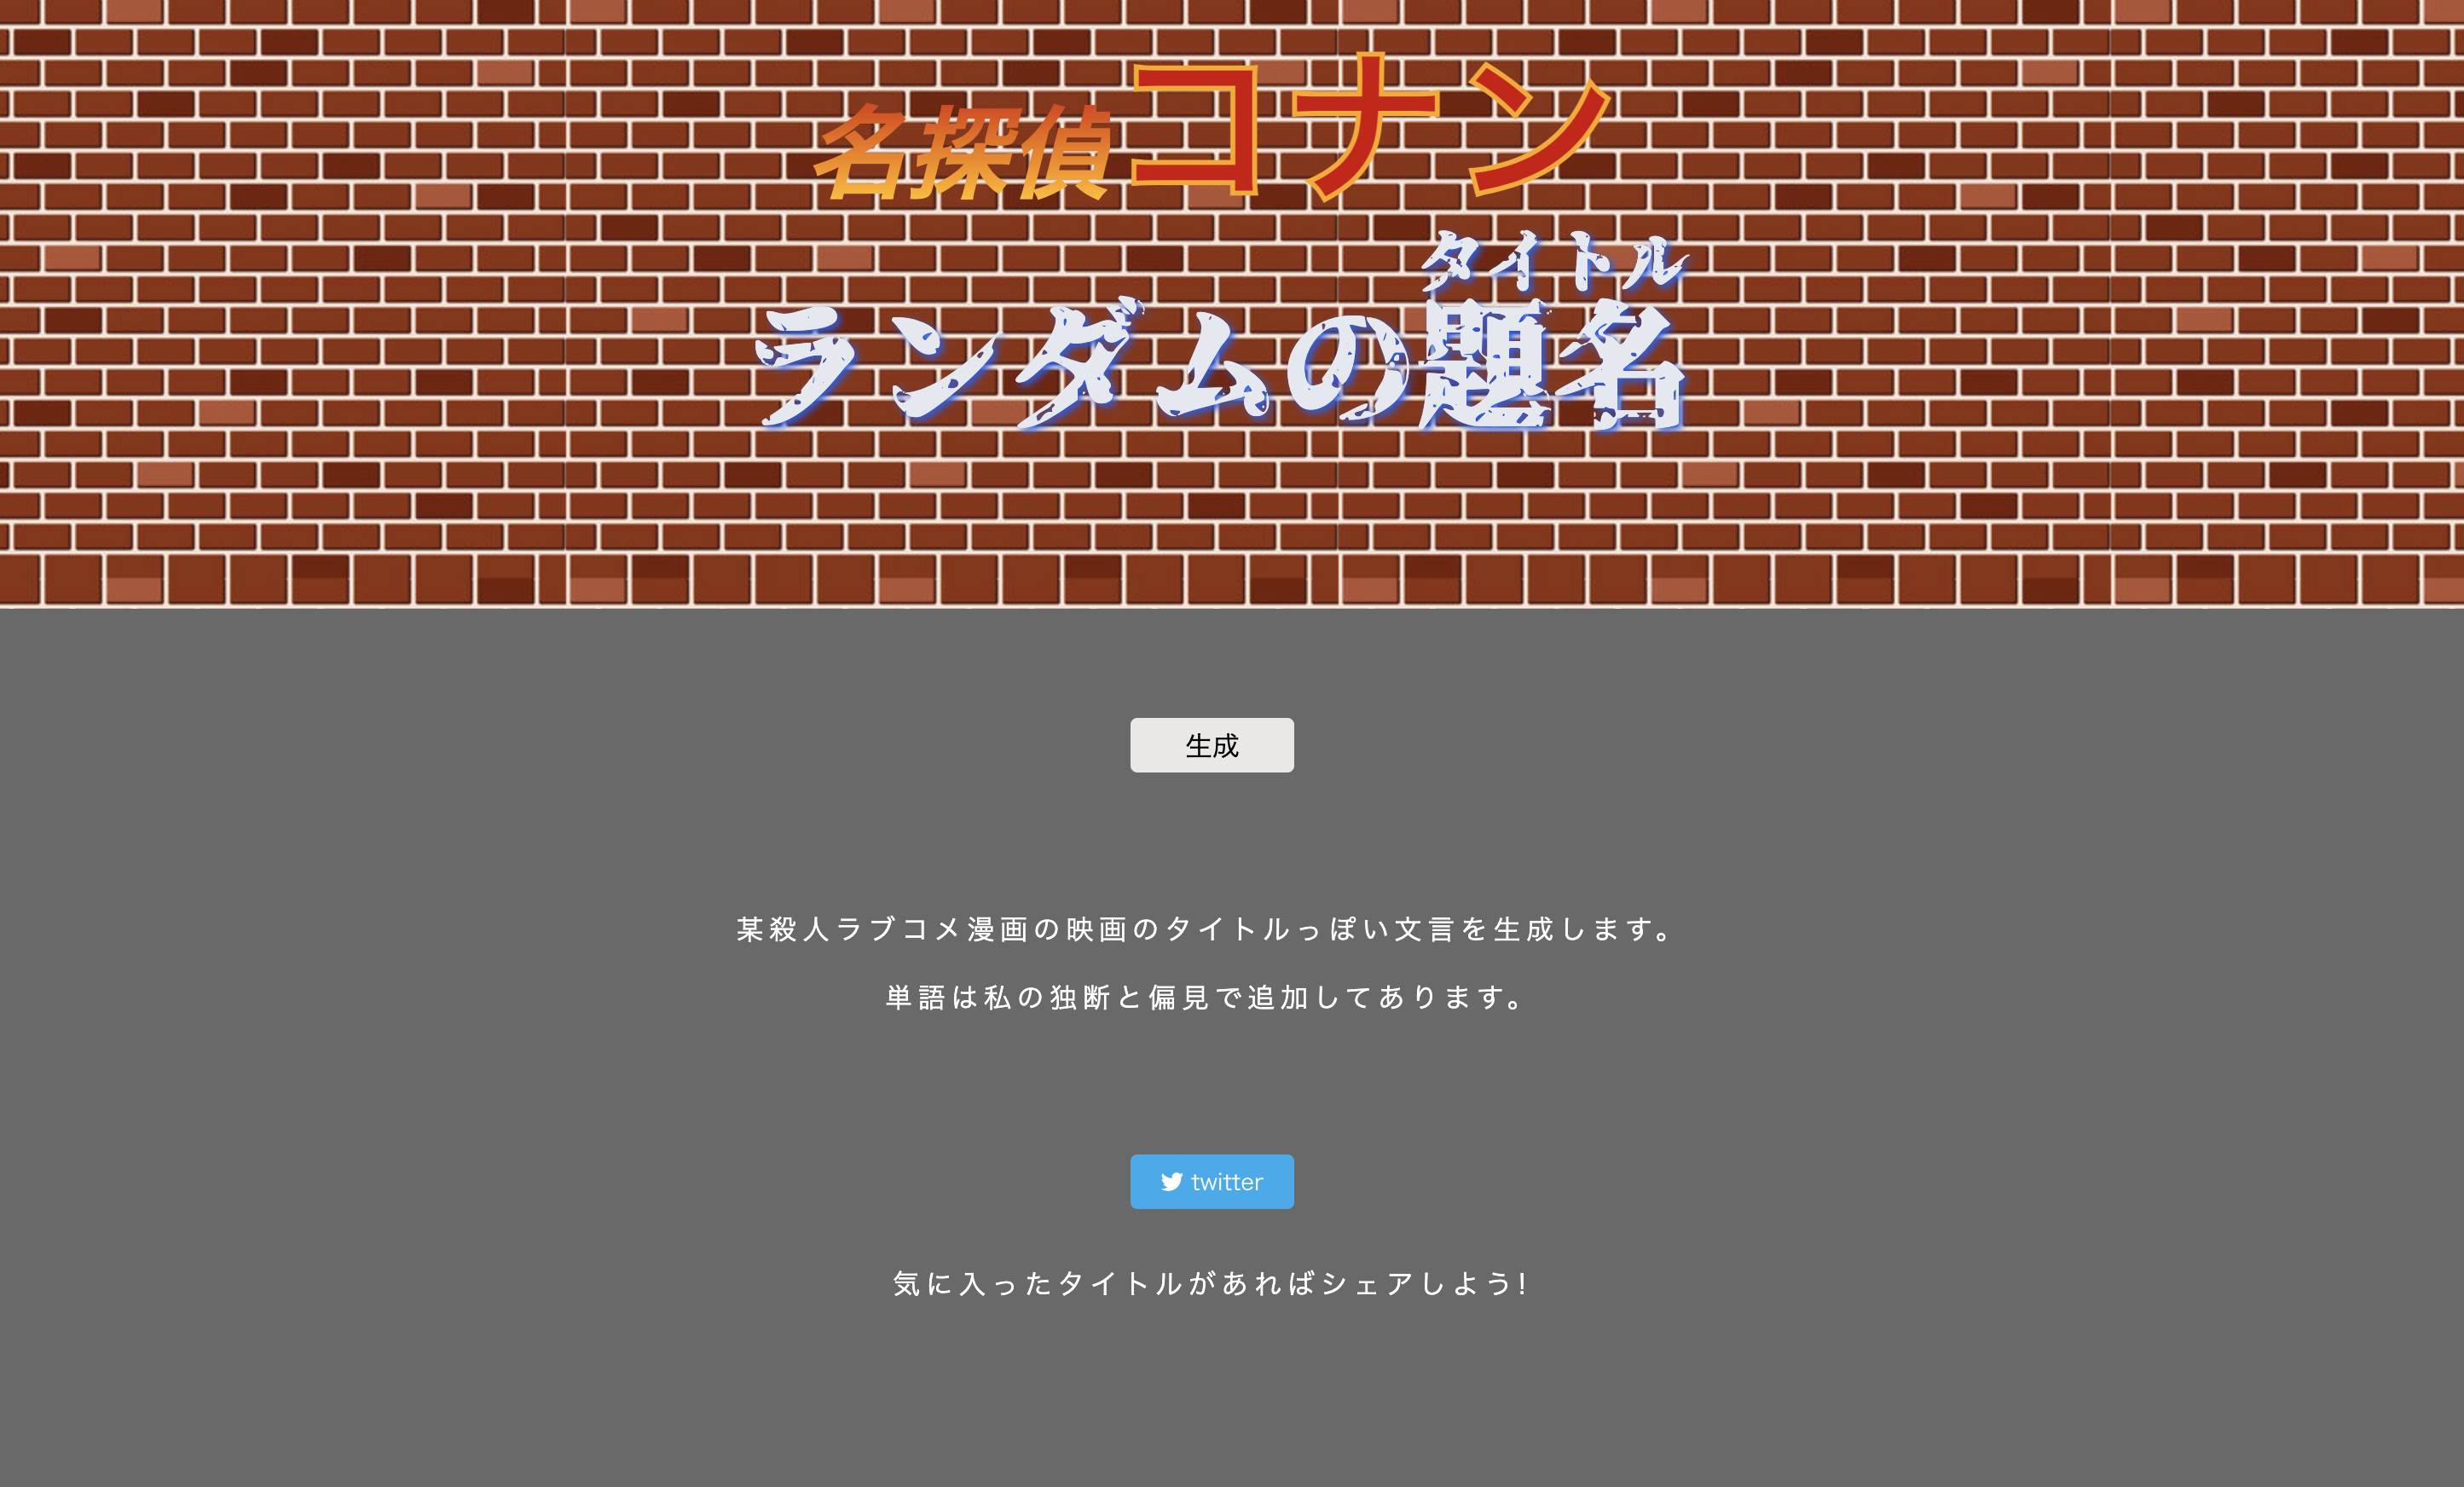 名探偵コナン
タイトル
ランダムの題名
生成
某殺人ラブコメ漫画の映画のタイトルっぽい文言を生成します。
単語は私の独断と偏見で追加してあります。
twitter
気に入ったタイトルがあればシェアしよう!